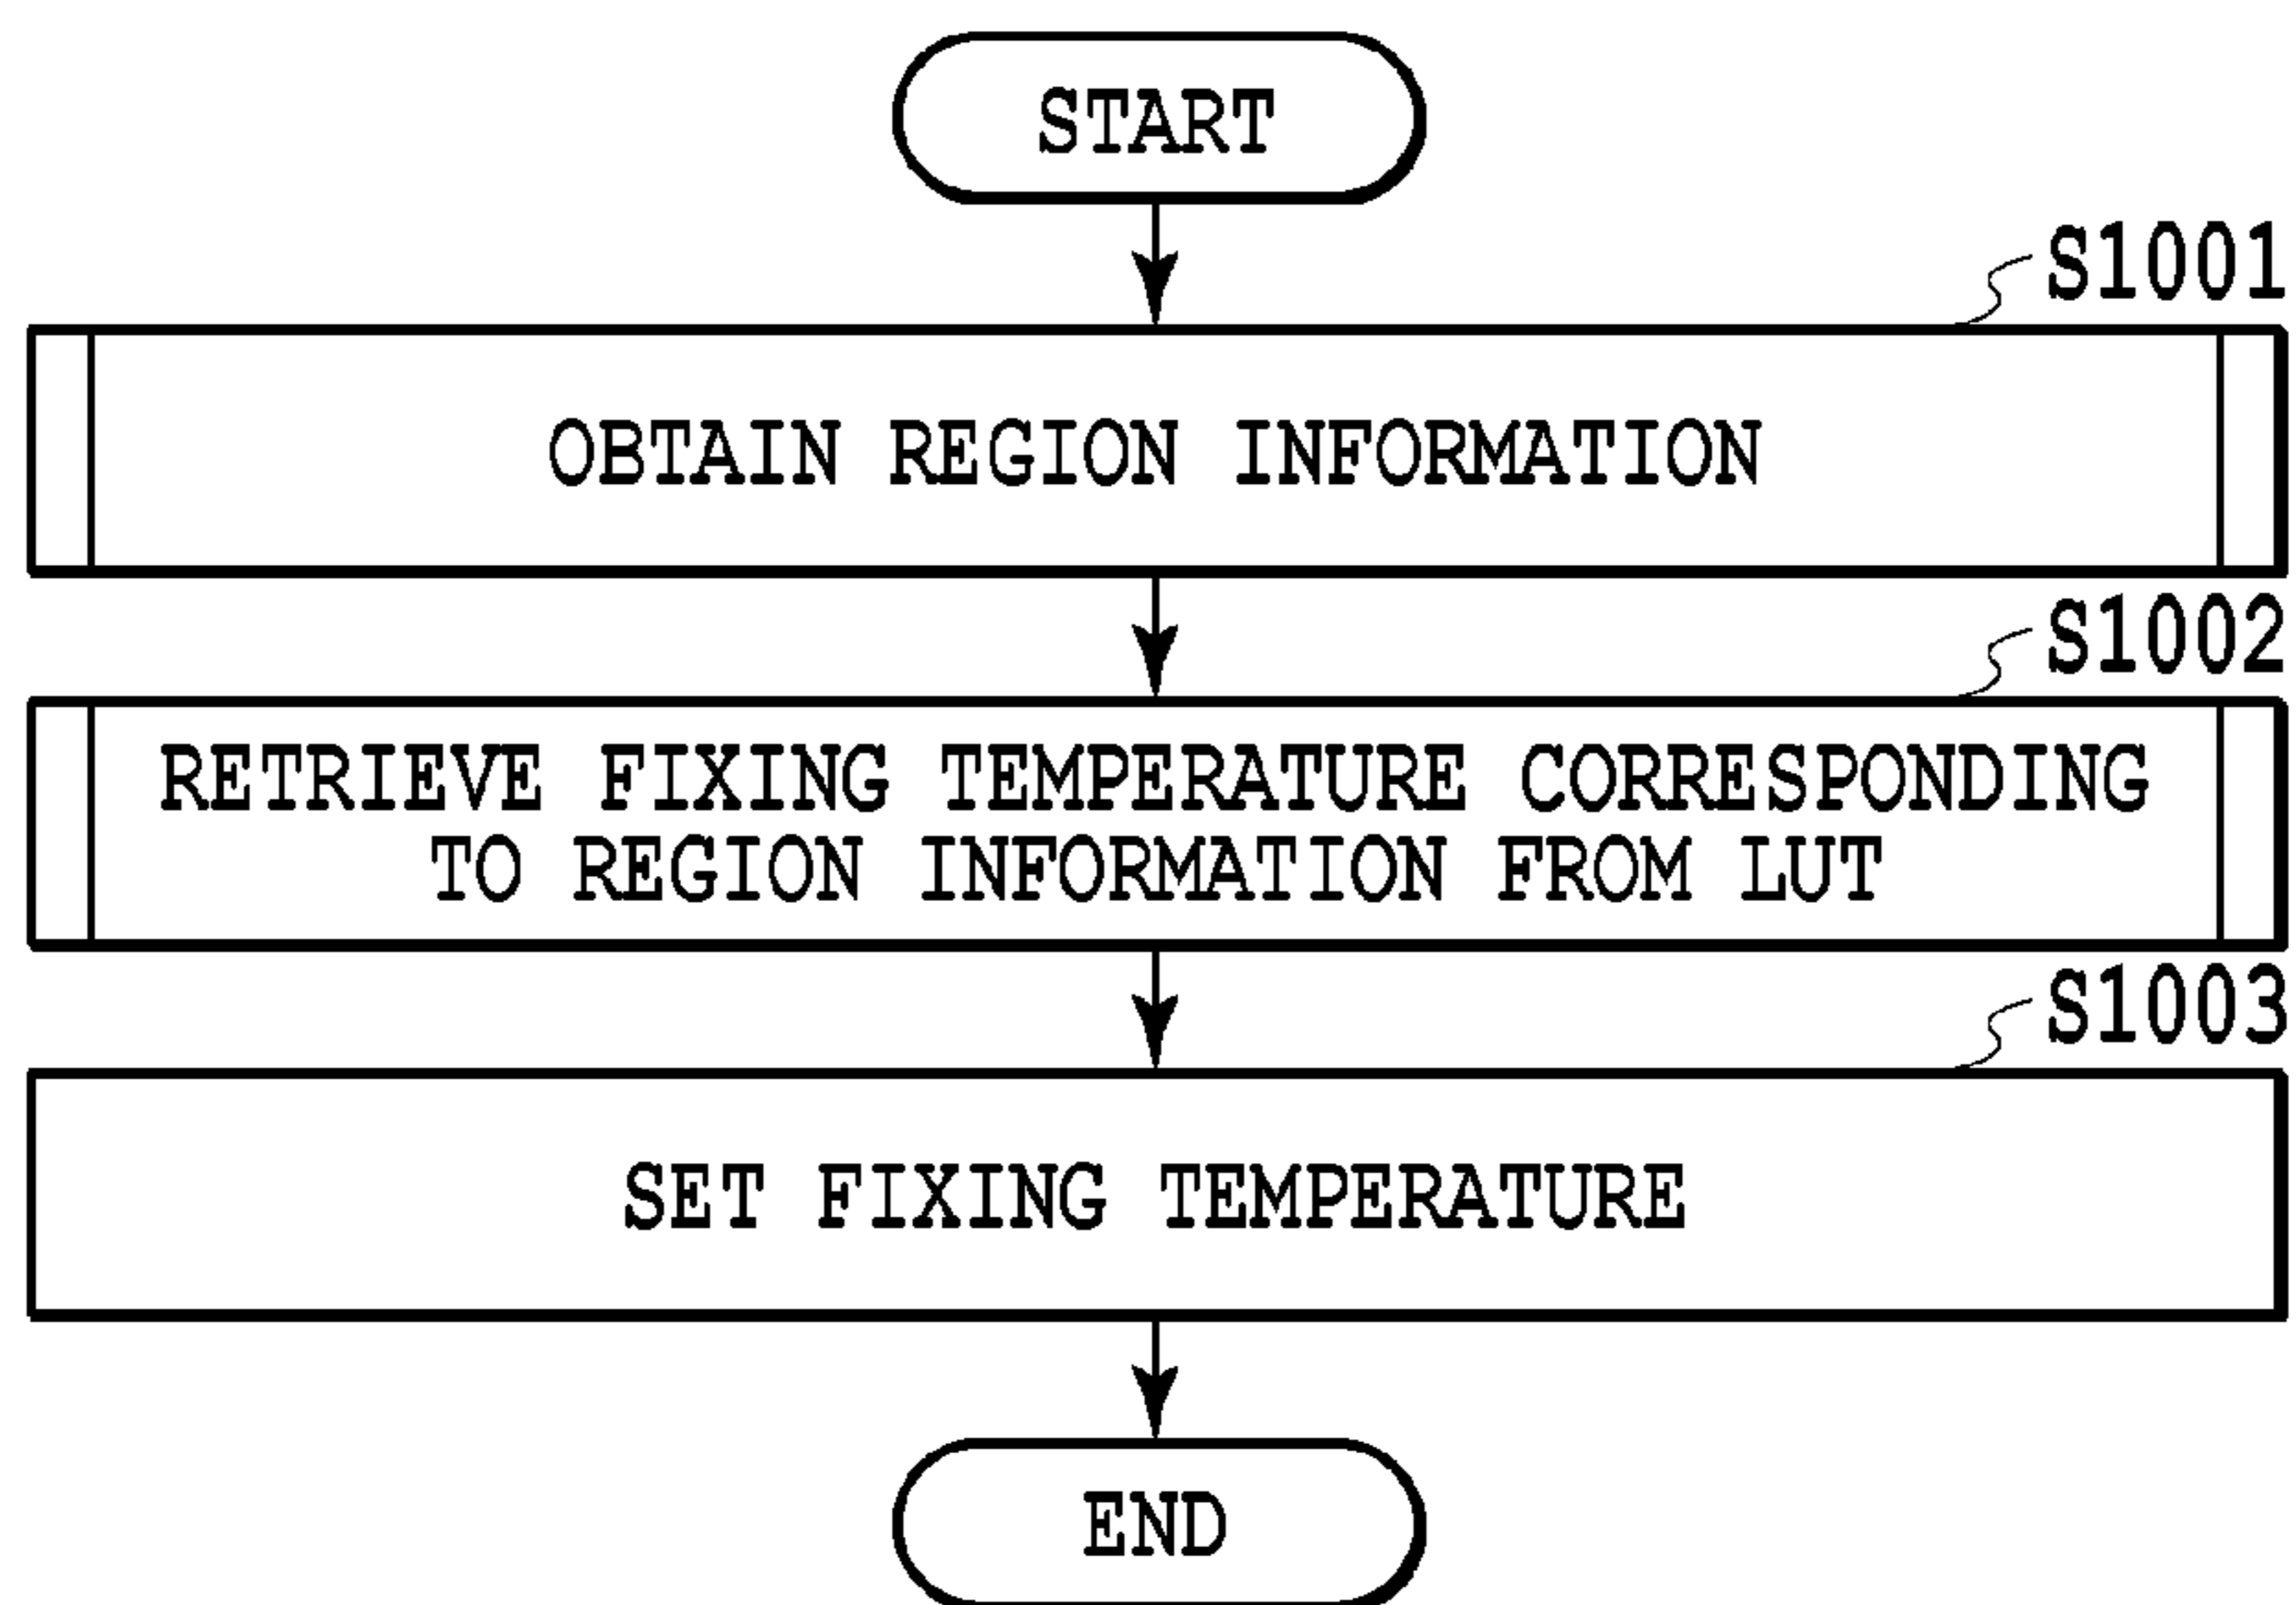 START
S1001
OBTAIN REGION INFORMATION
S1002
RETRIEVE FIXING TEMPERATURE CORRESPONDING
TO REGION INFORMATION FROM LUT
S1003
SET FIXING TEMPERATURE
END